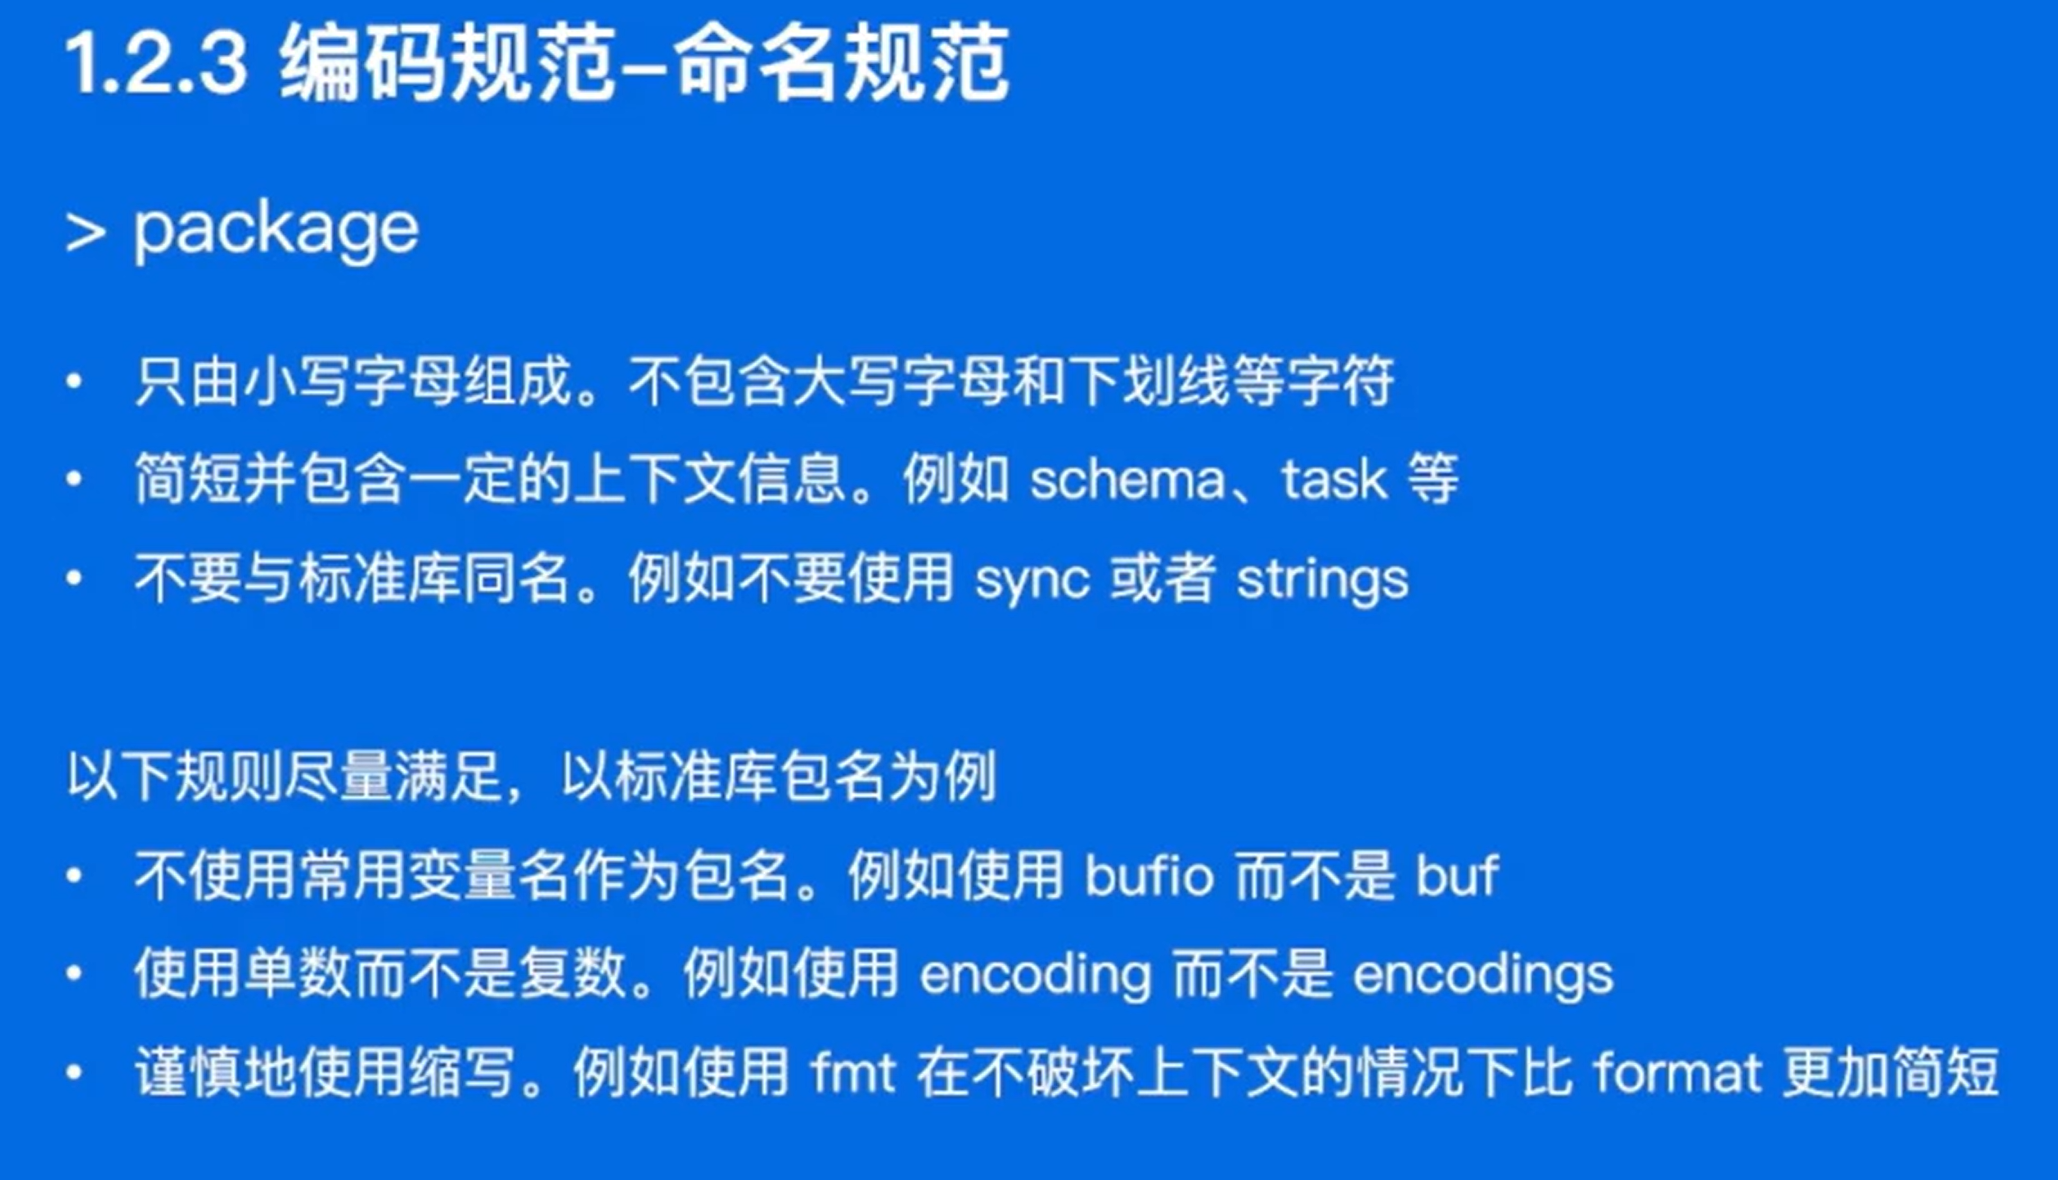 1.2.3 编码规范–命名规范
> package
• 只由小写字母组成。不包含大写字母和下划线等字符
• 简短并包含一定的上下文信息。例如 schema、task 等
• 不要与标准库同名。例如不要使用 sync 或者 strings
以下规则尽量满足，以标准库包名为例
• 不使用常用变量名作为包名。例如使用 bufio 而不是 buf
• 使用单数而不是复数。例如使用 encoding 而不是 encodings
• 谨慎地使用缩写。例如使用 fmt 在不破坏上下文的情况下比 format 更加简短